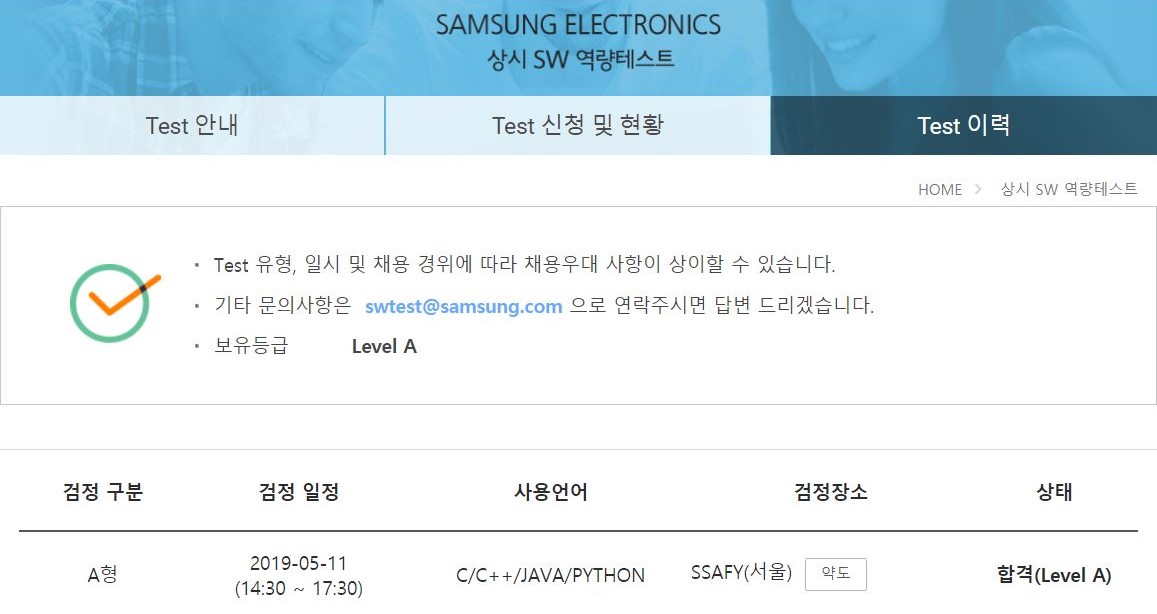 SAMSUNG ELECTRONICS
상시 SW 역량테스트
Test 안내 Test 신청 및 현황 Test 이력
HOME > 상시 SW 역량테스트
· Test 유형, 일시 및 채용 경위에 따라 채용우대 사항이 상이할 수 있습니다.
· 기타 문의사항은 swtest@samsung.com 으로 연락주시면 답변 드리겠습니다.
· 보유등급 Level A
검정 구분 검정 일정 사용언어 검정장소 상태
A형 2019-05-11 C/C++/JAVA/PYTHON SSAFY(서울) 약도 합격(Level A)
(14:30 ~ 17:30)